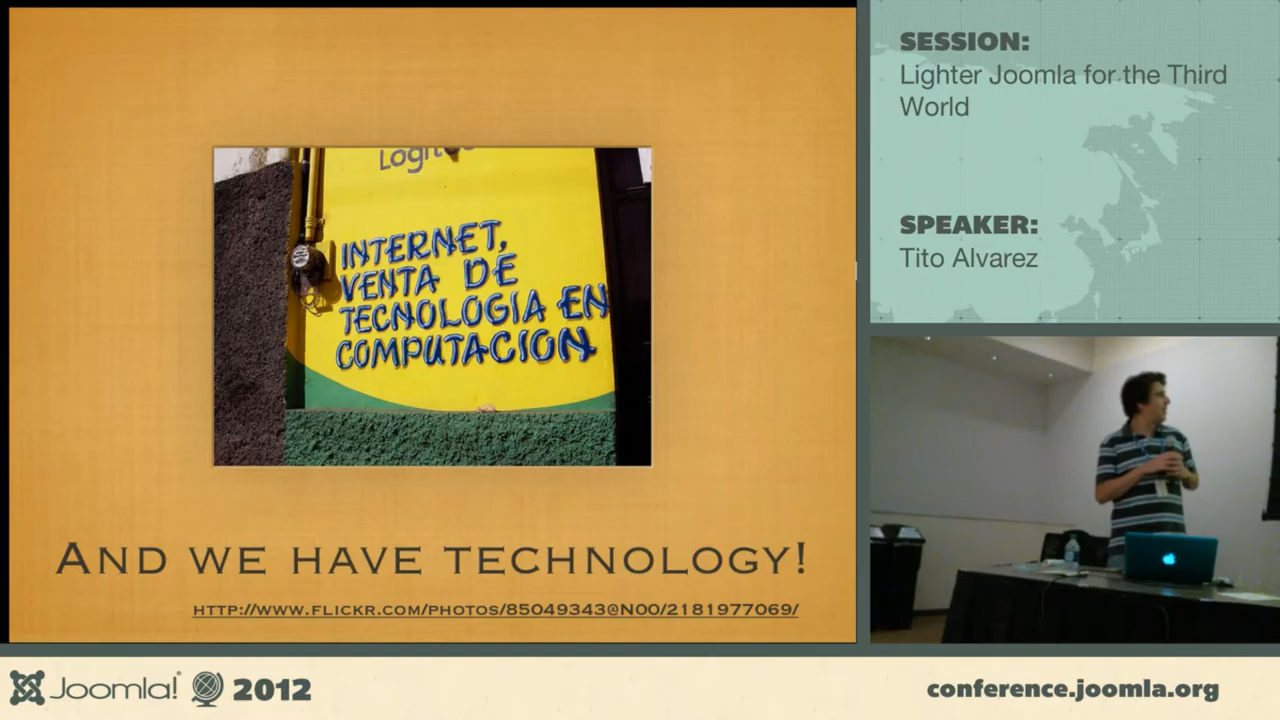 SESSION:
Lighter Joomla for the Third
World
SPEAKER:
Tito Alvarez
INTERNET,
VENTA DE
TECNOLOGIA EN
COMPUTACION
AND WE HAVE TECHNOLOGY!
HTTP://WWW.FLICKR.COM/PHOTOS/85049343@N00/2181977069/
Joomla! 2012
conference.joomla.org